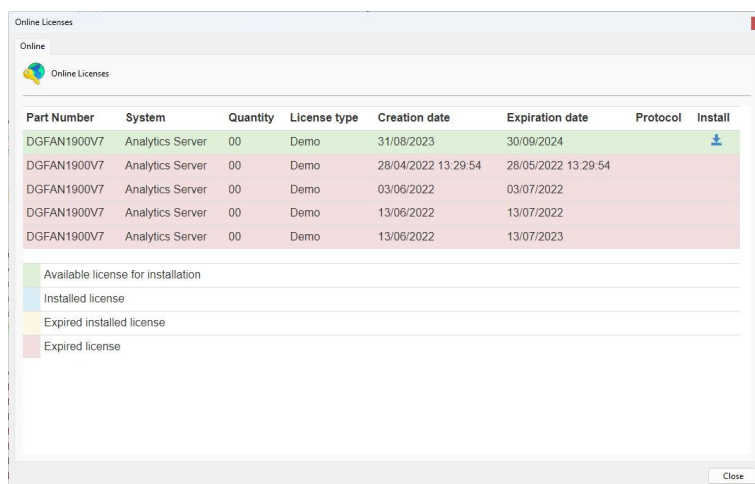 Online Licenses
Online
Online Licenses
Part Number System Quantity License type Creation date Expiration date Protocol Install
DGFAN1900V7 Analytics Server 00 Demo 31/08/2023 30/09/2024
DGFAN1900V7 Analytics Server 00 Demo 28/04/2022 13:29:54 28/05/2022 13:29:54
DGFAN1900V7 Analytics Server 00 Demo 03/06/2022 03/07/2022
DGFAN1900V7 Analytics Server 00 Demo 13/06/2022 13/07/2022
DGFAN1900V7 Analytics Server 00 Demo 13/06/2022 13/07/2023
Available license for installation
Installed license
Expired installed license
Expired license
Close